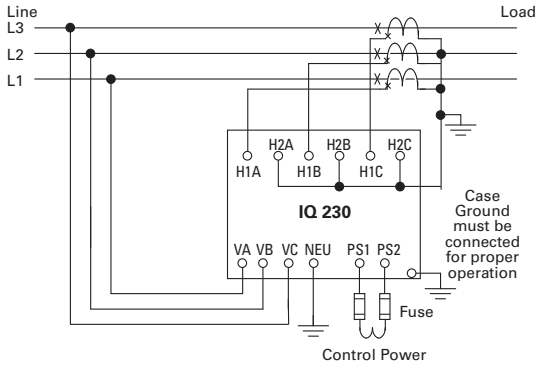 Line
Load
L3
L2
L1
H2A H2B H2C
H1A H1B H1C
IQ 230
Case
Ground
must be
connected
for proper
operation
VA VB VC NEU PS1 PS2
Fuse
Control Power